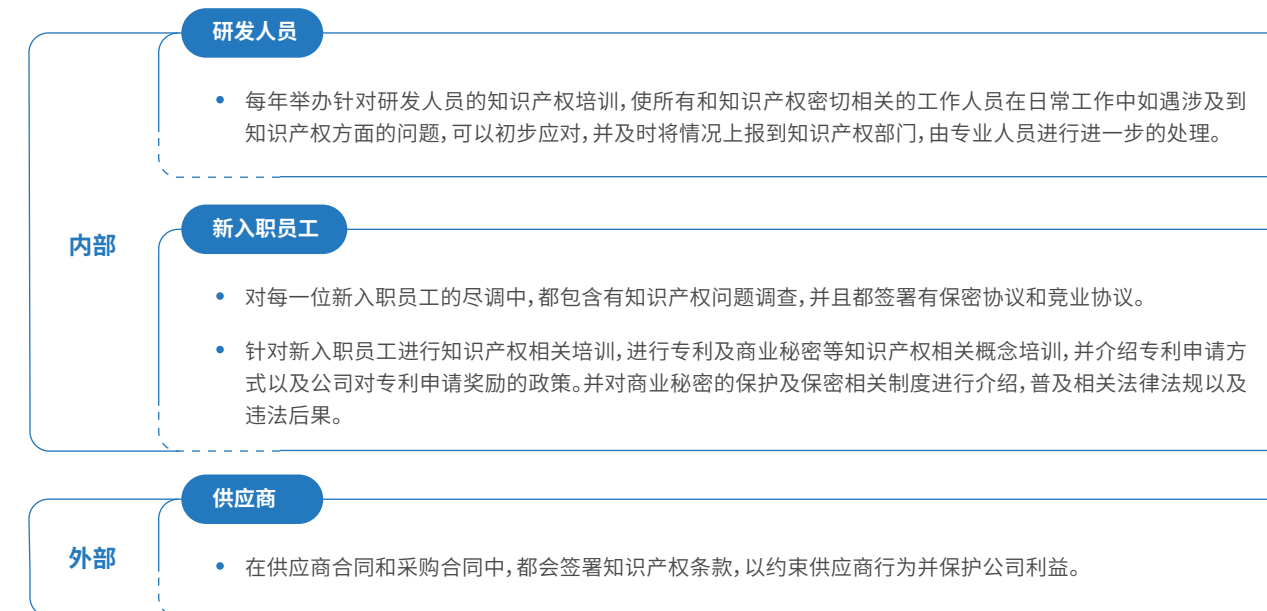 研发人员
每年举办针对研发人员的知识产权培训，使所有和知识产权密切相关的工作人员在日常工作中如遇涉及到
知识产权方面的问题，可以初步应对，并及时将情况上报到知识产权部门，由专业人员进行进一步的处理。
内部
新入职员工
对每一位新入职员工的尽调中，都包含有知识产权问题调查，并且都签署有保密协议和竞业协议。
针对新入职员工进行知识产权相关培训，进行专利及商业秘密等知识产权相关概念培训，并介绍专利申请方
式以及公司对专利申请奖励的政策。并对商业秘密的保护及保密相关制度进行介绍，普及相关法律法规以及
违法后果。
供应商
外部
在供应商合同和采购合同中，都会签署知识产权条款，以约束供应商行为并保护公司利益。